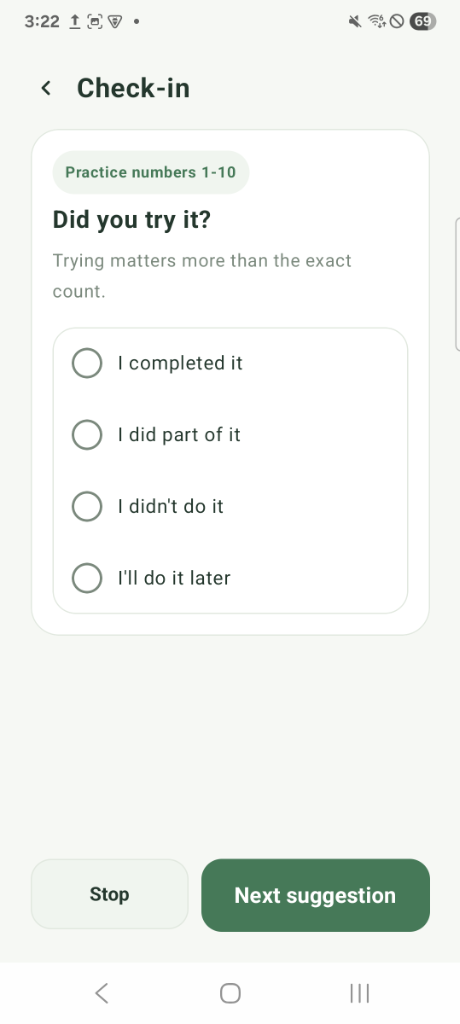 3:22
69
Check-in
Practice numbers 1-10
Did you try it?
Trying matters more than the exact
count.
I completed it
I did part of it
I didn't do it
I'll do it later
Stop
Next suggestion